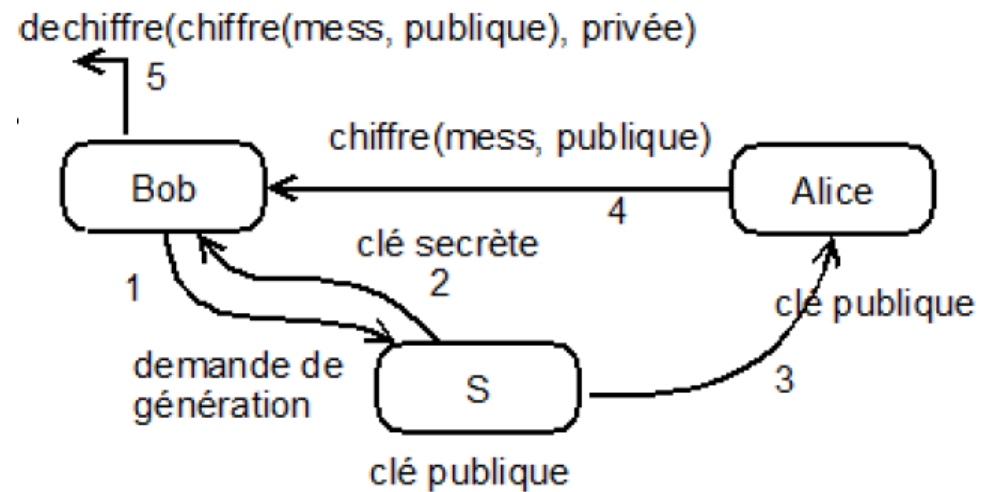 dechiffre(chiffre(mess, publique), privée)
5
chiffre(mess, publique)
Bob
Alice
4
clé secrète
1
2
clé publique
demande de
génération
S
3
clé publique